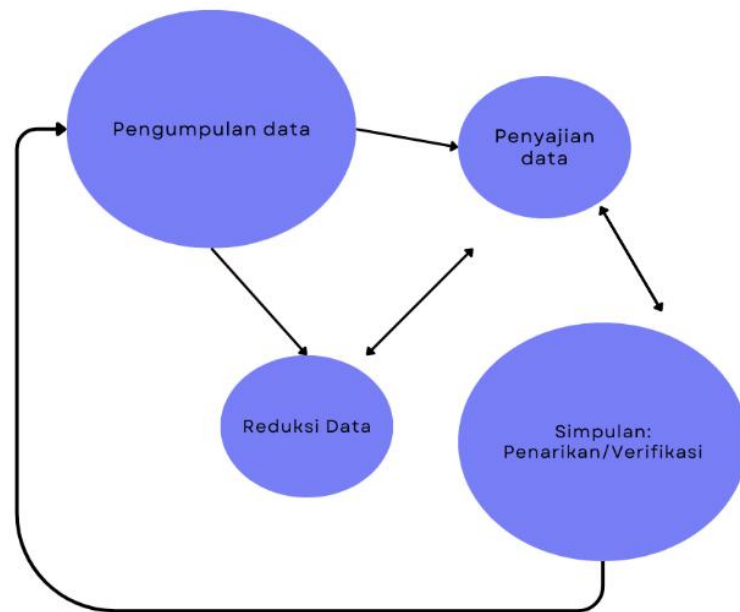 Pengumpulan data
Penyajian
data
Reduksi Data
Simpulan:
Penarikan/Verifikasi